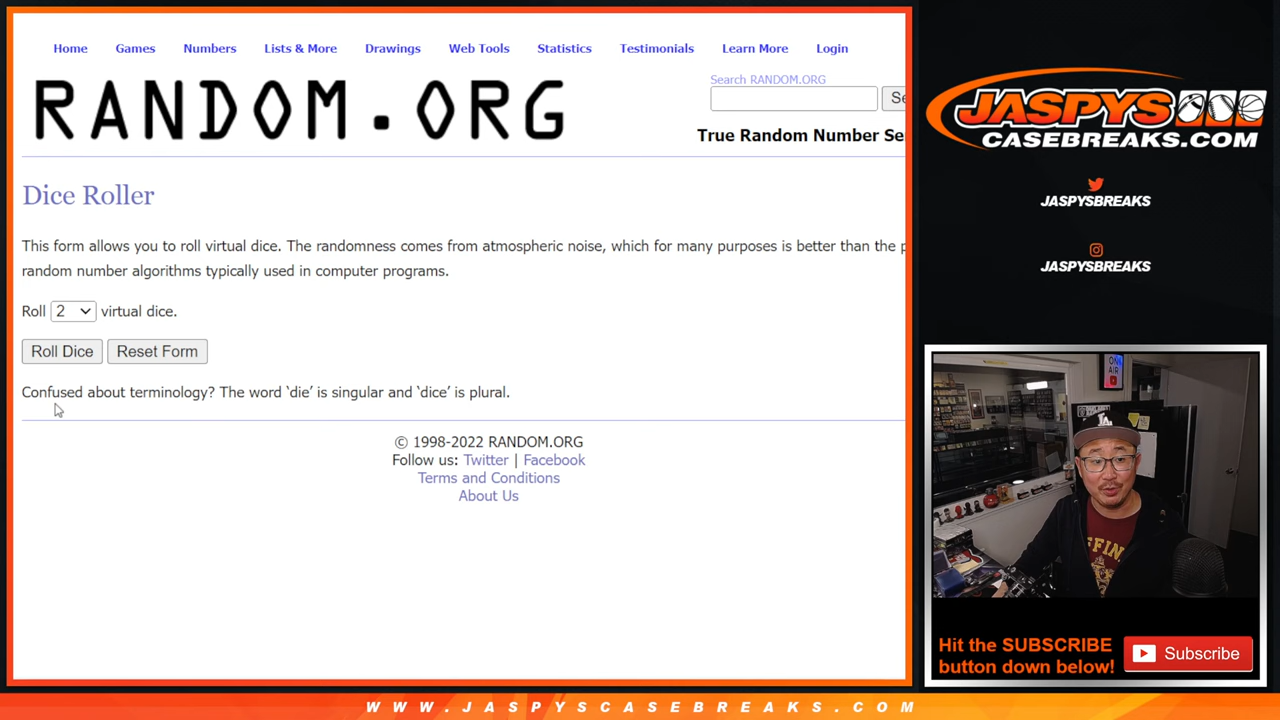 Home Games Numbers Lists & More Drawings Web Tools Statistics Testimonials Learn More Login
RANDOM.ORG
Search RANDOM.ORG
Se
True Random Number Se
Dice Roller
This form allows you to roll virtual dice. The randomness comes from atmospheric noise, which for many purposes is better than the p
random number algorithms typically used in computer programs.
Roll 2 virtual dice.
Roll Dice Reset Form
Confused about terminology? The word ‘die’ is singular and ‘dice’ is plural.
© 1998-2022 RANDOM.ORG
Follow us: Twitter | Facebook
Terms and Conditions
About Us
JASPYS
CASEBREAKS.COM
JASPYSBREAKS
JASPYSBREAKS
ON
AIR
LA
Hit the SUBSCRIBE
button down below!
Subscribe
WWW.JASPYSCASEBREAKS.COM